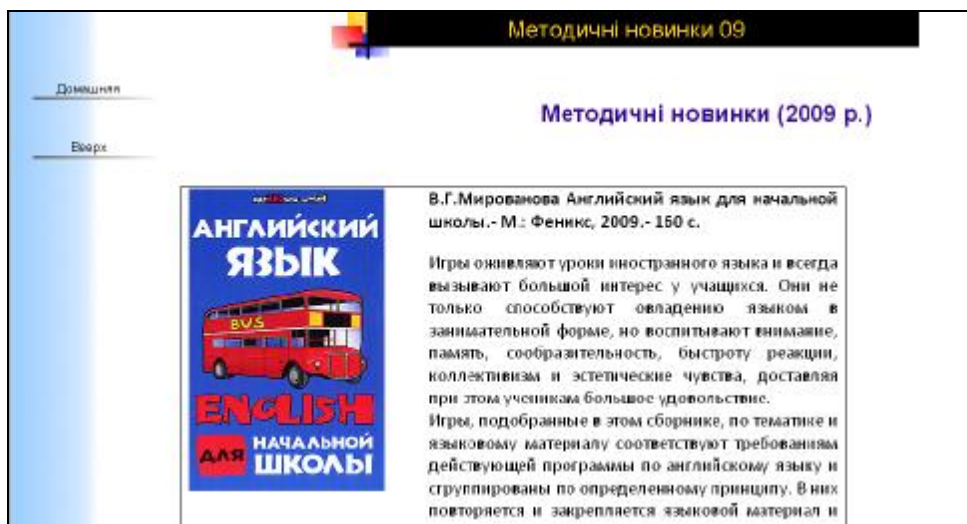 Методичні новинки 09
Домашняя
Вверх
Методичні новинки (2009 р.)
АНГЛИЙСКИЙ
ЯЗЫК
BUS
ENGLISH
ДЛЯ
НАЧАЛЬНОЙ
ШКОЛЫ
В.Г.Мированова Английский язык для начальной
школы.- М.: Феникс, 2009.- 160 с.
Игры оживляют уроки иностранного языка и всегда
вызывают большой интерес у учащихся. Они не
только способствуют овладению языком в
занимательной форме, но воспитывают внимание,
память, сообразительность, быстроту реакции,
коллективизм и эстетические чувства, доставляя
при этом ученикам большое удовольствие.
Игры, подобранные в этом сборнике, по тематике и
языковому материалу соответствуют требованиям
действующей программы по английскому языку и
сгруппированы по определенному принципу. В них
повторяется и закрепляется языковой материал и